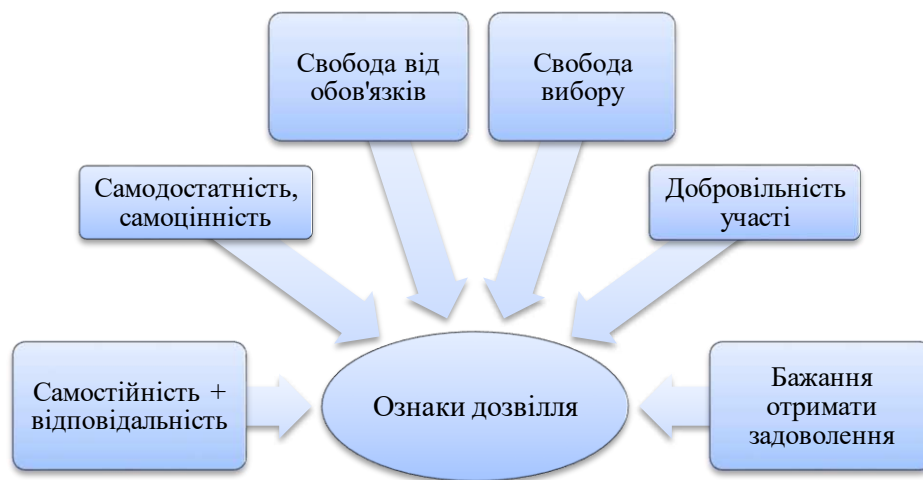 Свобода від
обов'язків
Свобода
вибору
Самодостатність,
самоцінність
Добровільність
участі
Самостійність +
відповідальність
Ознаки дозвілля
Бажання
отримати
задоволення